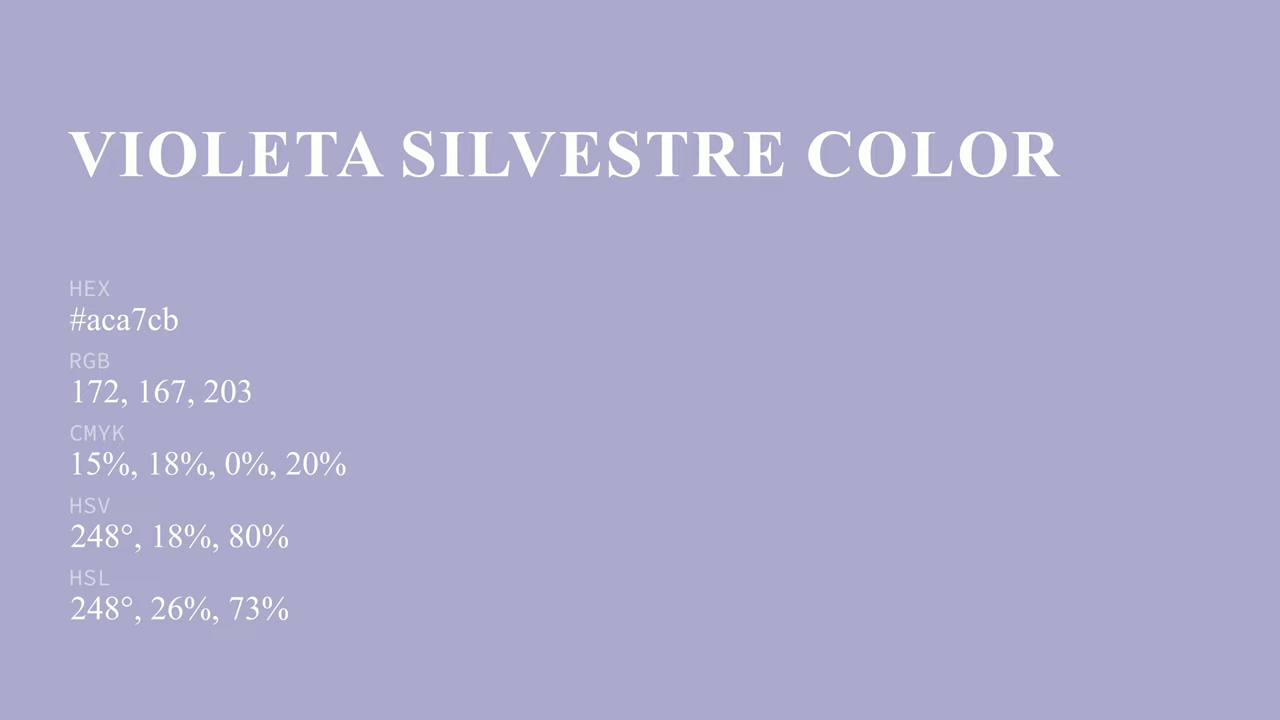 VIOLETA SILVESTRE COLOR
HEX
#aca7cb
RGB
172, 167, 203
CMYK
15%, 18%, 0%, 20%
HSV
248°, 18%, 80%
HSL
248°, 26%, 73%